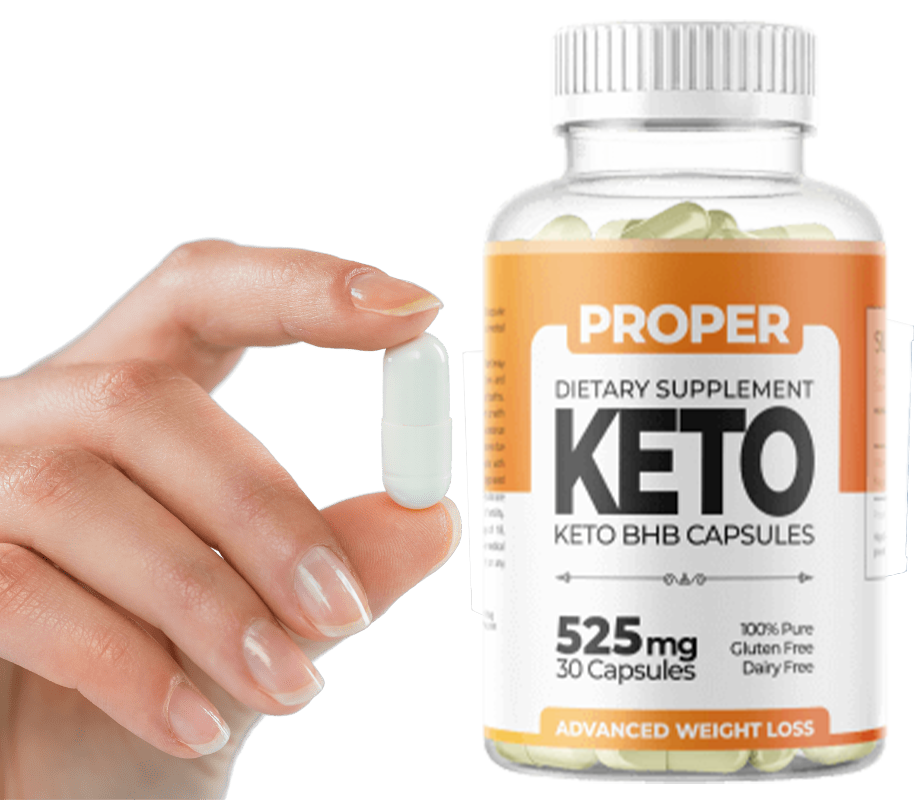 PROPER
DIETARY SUPPLEMENT
KETO
KETO BHB CAPSULES
525mg
30 Capsules
100% Pure
Gluten Free
Dairy Free
ADVANCED WEIGHT LOSS